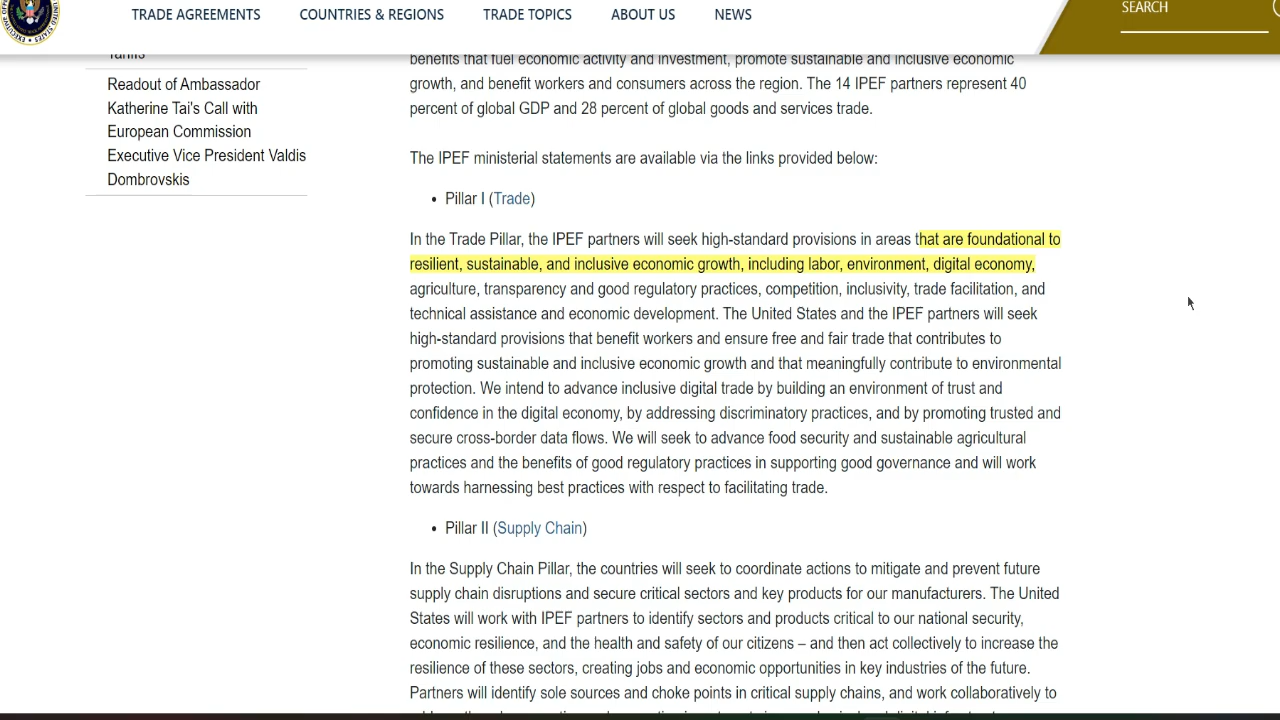 TRADE AGREEMENTS COUNTRIES & REGIONS TRADE TOPICS ABOUT US NEWS SEARCH
Tariffs
Readout of Ambassador
Katherine Tai's Call with
European Commission
Executive Vice President Valdis
Dombrovskis
benefits that fuel economic activity and investment, promote sustainable and inclusive economic
growth, and benefit workers and consumers across the region. The 14 IPEF partners represent 40
percent of global GDP and 28 percent of global goods and services trade.
The IPEF ministerial statements are available via the links provided below:
• Pillar I (Trade)
In the Trade Pillar, the IPEF partners will seek high-standard provisions in areas that are foundational to
resilient, sustainable, and inclusive economic growth, including labor, environment, digital economy,
agriculture, transparency and good regulatory practices, competition, inclusivity, trade facilitation, and
technical assistance and economic development. The United States and the IPEF partners will seek
high-standard provisions that benefit workers and ensure free and fair trade that contributes to
promoting sustainable and inclusive economic growth and that meaningfully contribute to environmental
protection. We intend to advance inclusive digital trade by building an environment of trust and
confidence in the digital economy, by addressing discriminatory practices, and by promoting trusted and
secure cross-border data flows. We will seek to advance food security and sustainable agricultural
practices and the benefits of good regulatory practices in supporting good governance and will work
towards harnessing best practices with respect to facilitating trade.
• Pillar II (Supply Chain)
In the Supply Chain Pillar, the countries will seek to coordinate actions to mitigate and prevent future
supply chain disruptions and secure critical sectors and key products for our manufacturers. The United
States will work with IPEF partners to identify sectors and products critical to our national security,
economic resilience, and the health and safety of our citizens – and then act collectively to increase the
resilience of these sectors, creating jobs and economic opportunities in key industries of the future.
Partners will identify sole sources and choke points in critical supply chains, and work collaboratively to